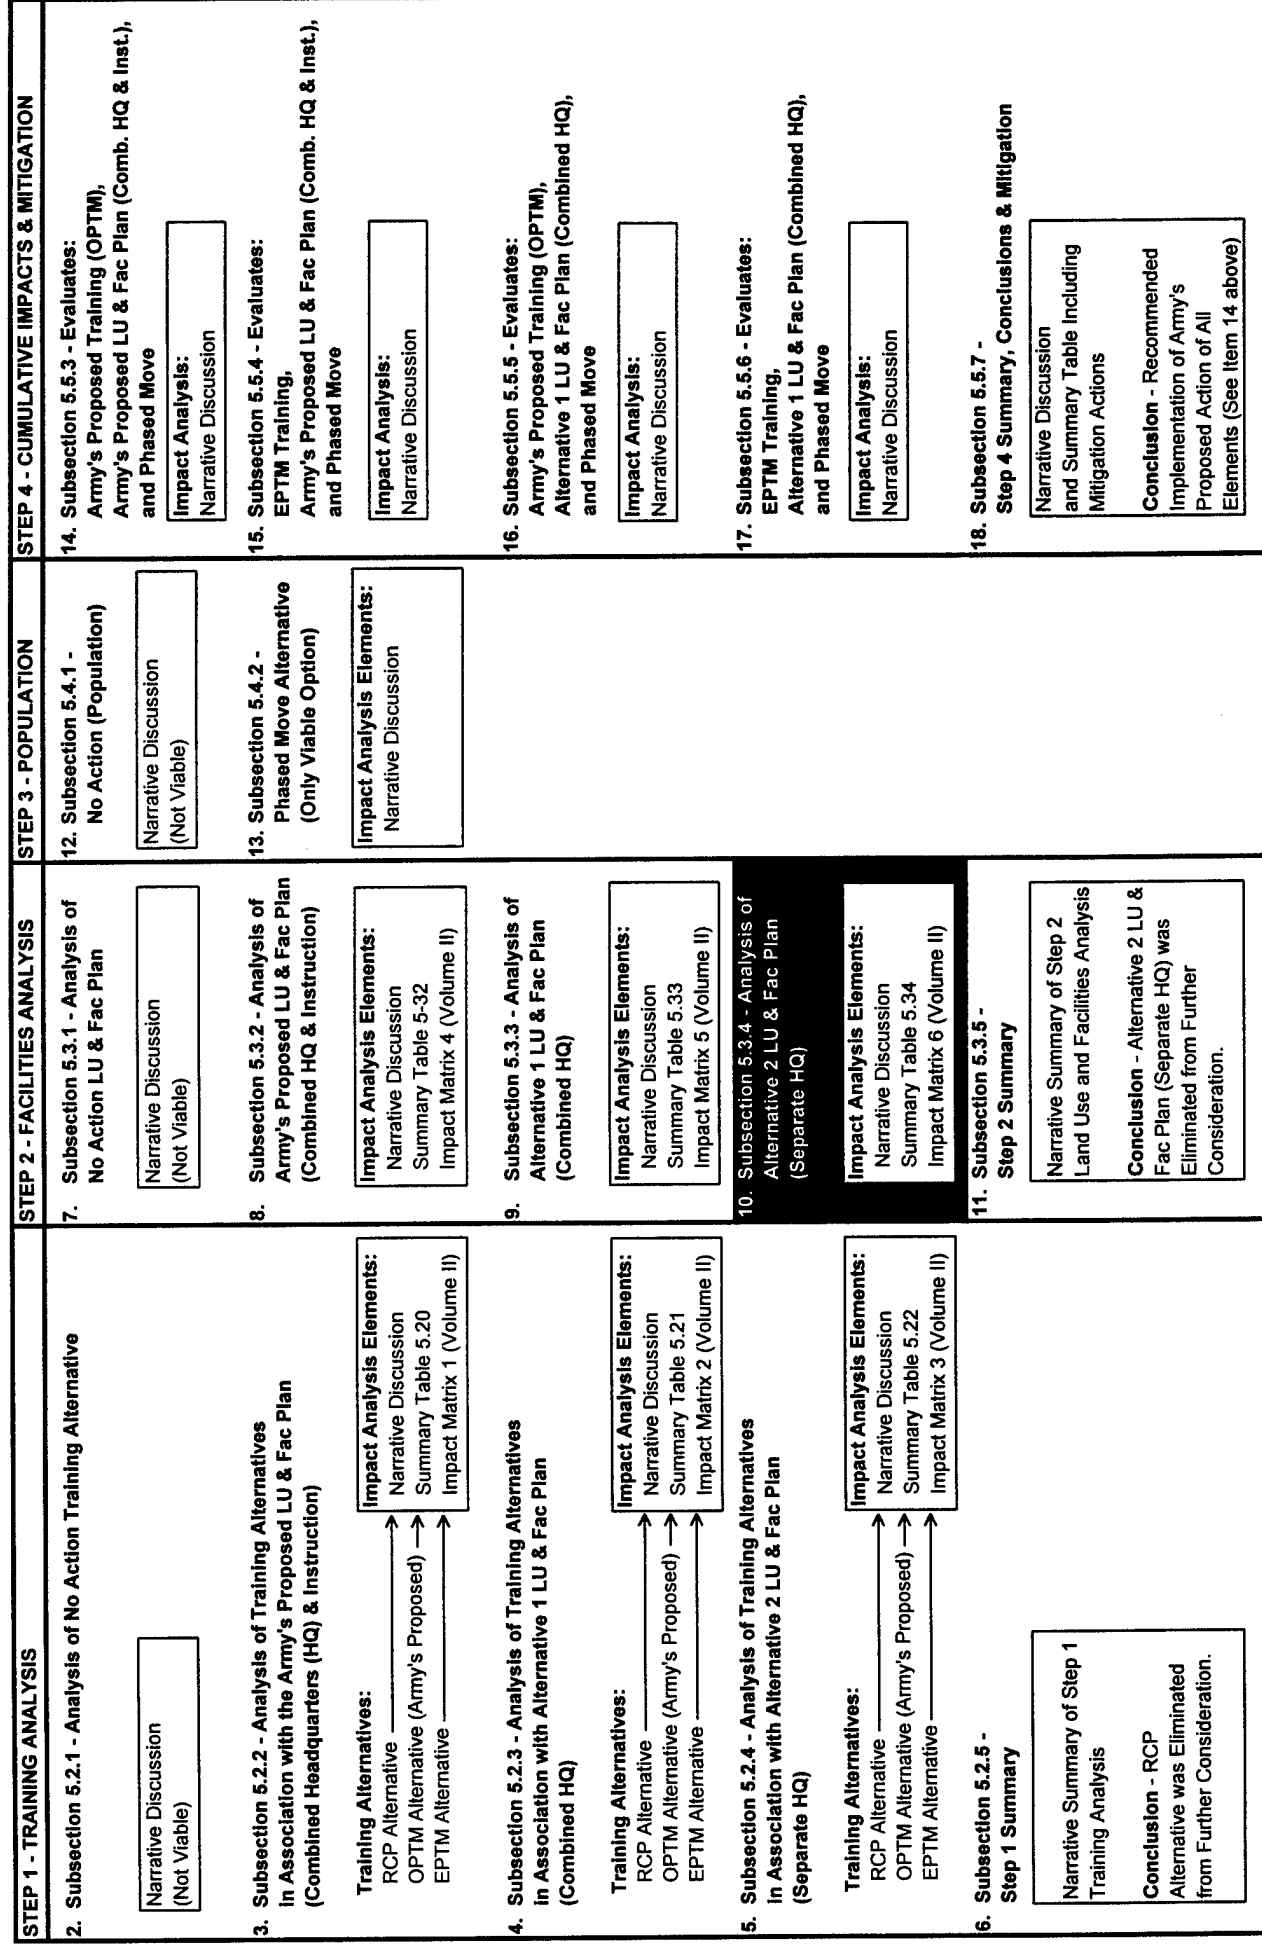 STEP 1 - TRAINING ANALYSIS
2. Subsection 5.2.1 - Analysis of No Action Training Alternative
Narrative Discussion
(Not Viable)
3. Subsection 5.2.2 - Analysis of Training Alternatives
in Association with the Army's Proposed LU & Fac Plan
(Combined Headquarters (HQ) & Instruction)
Training Alternatives:
RCP Alternative
OPTM Alternative (Army's Proposed)
EPTM Alternative
Impact Analysis Elements:
Narrative Discussion
Summary Table 5.20
Impact Matrix 1 (Volume II)
4. Subsection 5.2.3 - Analysis of Training Alternatives
in Association with Alternative 1 LU & Fac Plan
(Combined HQ)
Training Alternatives:
RCP Alternative
OPTM Alternative (Army's Proposed)
EPTM Alternative
Impact Analysis Elements:
Narrative Discussion
Summary Table 5.21
Impact Matrix 2 (Volume II)
5. Subsection 5.2.4 - Analysis of Training Alternatives
in Association with Alternative 2 LU & Fac Plan
(Separate HQ)
Training Alternatives:
RCP Alternative
OPTM Alternative (Army's Proposed)
EPTM Alternative
Impact Analysis Elements:
Narrative Discussion
Summary Table 5.22
Impact Matrix 3 (Volume II)
6. Subsection 5.2.5 -
Step 1 Summary
Narrative Summary of Step 1
Training Analysis
Conclusion - RCP
Alternative was Eliminated
from Further Consideration.
STEP 2 - FACILITIES ANALYSIS
7. Subsection 5.3.1 - Analysis of
No Action LU & Fac Plan
Narrative Discussion
(Not Viable)
8. Subsection 5.3.2 - Analysis of
Army's Proposed LU & Fac Plan
(Combined HQ & Instruction)
Impact Analysis Elements:
Narrative Discussion
Summary Table 5-32
Impact Matrix 4 (Volume II)
9. Subsection 5.3.3 - Analysis of
Alternative 1 LU & Fac Plan
(Combined HQ)
Impact Analysis Elements:
Narrative Discussion
Summary Table 5.33
Impact Matrix 5 (Volume II)
10. Subsection 5.3.4 - Analysis of
Alternative 2 LU & Fac Plan
(Separate HQ)
Impact Analysis Elements:
Narrative Discussion
Summary Table 5.34
Impact Matrix 6 (Volume II)
11. Subsection 5.3.5 -
Step 2 Summary
Narrative Summary of Step 2
Land Use and Facilities Analysis
Conclusion - Alternative 2 LU &
Fac Plan (Separate HQ) was
Eliminated from Further
Consideration.
STEP 3 - POPULATION
12. Subsection 5.4.1 -
No Action (Population)
Narrative Discussion
(Not Viable)
13. Subsection 5.4.2 -
Phased Move Alternative
(Only Viable Option)
Impact Analysis Elements:
Narrative Discussion
STEP 4 - CUMULATIVE IMPACTS & MITIGATION
14. Subsection 5.5.3 - Evaluates:
Army's Proposed Training (OPTM),
Army's Proposed LU & Fac Plan (Comb. HQ & Inst.),
and Phased Move
Impact Analysis:
Narrative Discussion
15. Subsection 5.5.4 - Evaluates:
EPTM Training,
Army's Proposed LU & Fac Plan (Comb. HQ & Inst.),
and Phased Move
Impact Analysis:
Narrative Discussion
16. Subsection 5.5.5 - Evaluates:
Army's Proposed Training (OPTM),
Alternative 1 LU & Fac Plan (Combined HQ),
and Phased Move
Impact Analysis:
Narrative Discussion
17. Subsection 5.5.6 - Evaluates:
EPTM Training,
Alternative 1 LU & Fac Plan (Combined HQ),
and Phased Move
Impact Analysis:
Narrative Discussion
18. Subsection 5.5.7 -
Step 4 Summary, Conclusions & Mitigation
Narrative Discussion
and Summary Table Including
Mitigation Actions
Conclusion - Recommended
Implementation of Army's
Proposed Action of All
Elements (See Item 14 above)